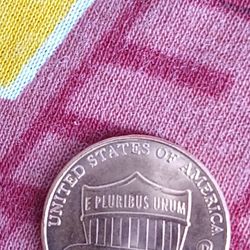 UNITED STATES OF AMERICA
E PLURIBUS UNUM